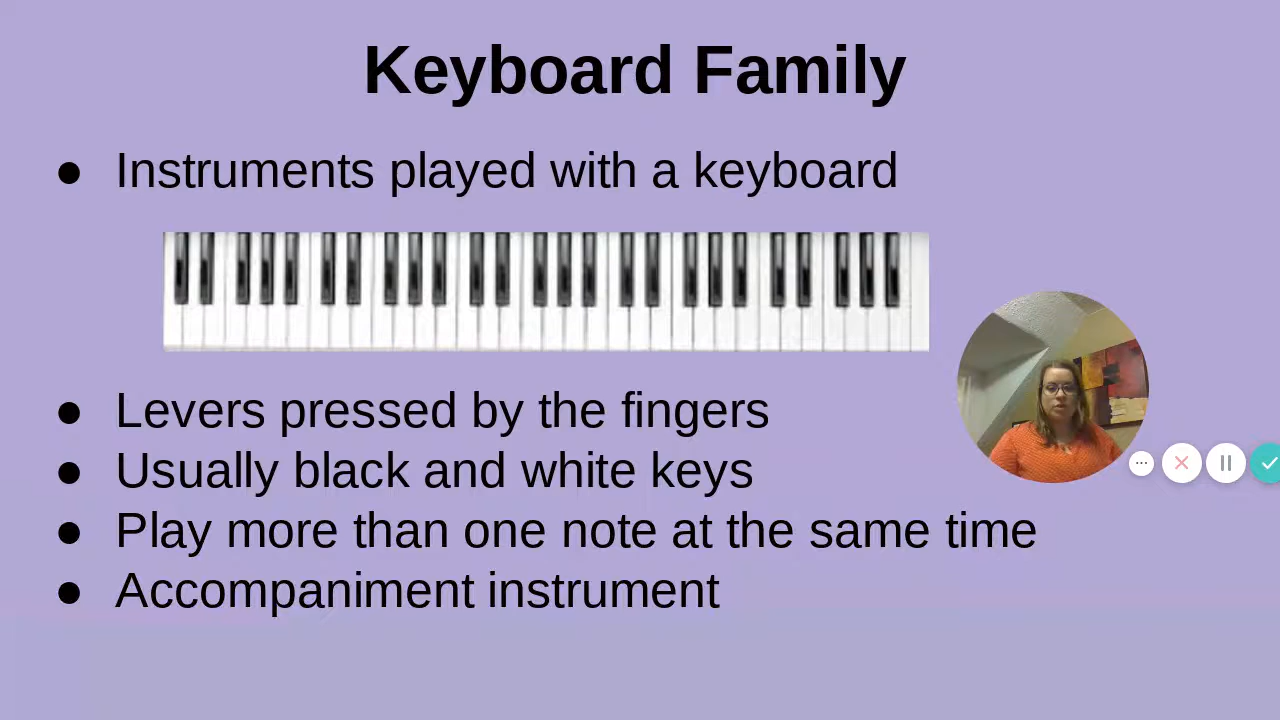 Keyboard Family
● Instruments played with a keyboard
● Levers pressed by the fingers
● Usually black and white keys
● Play more than one note at the same time
● Accompaniment instrument